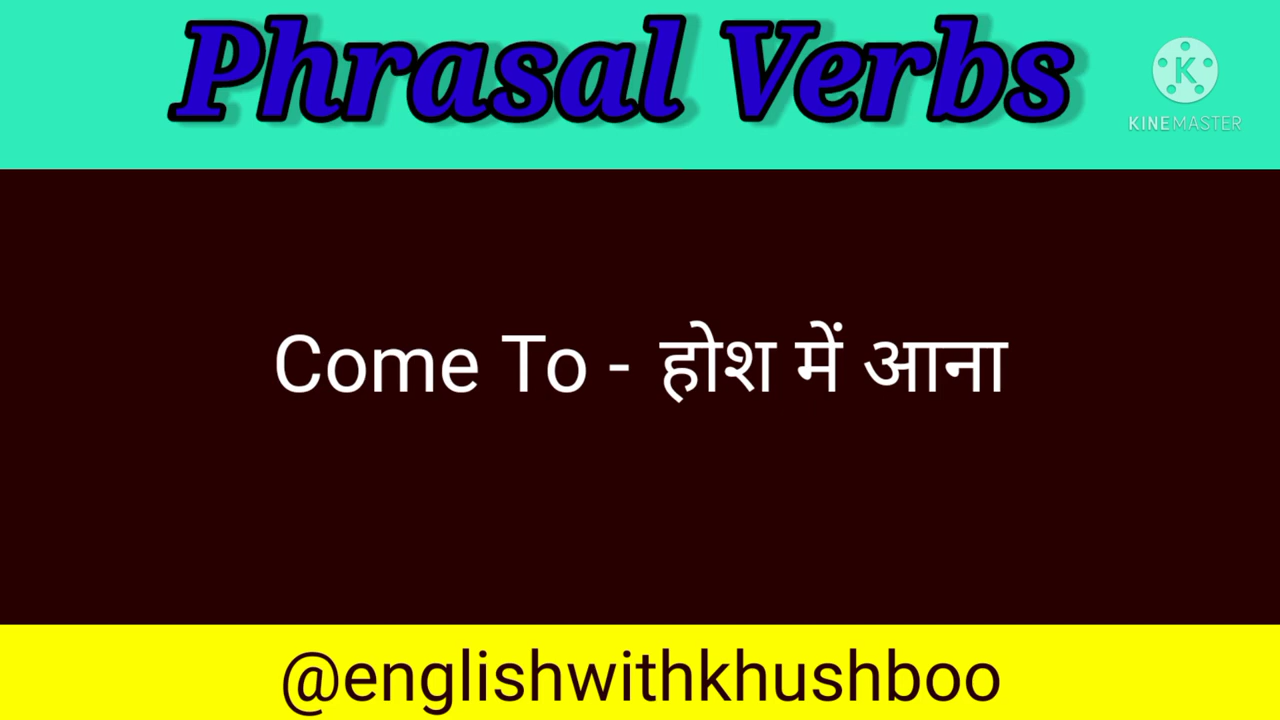 Phrasal Verbs
K
KINEMASTER
Come To - होश में आना
@englishwithkhushboo